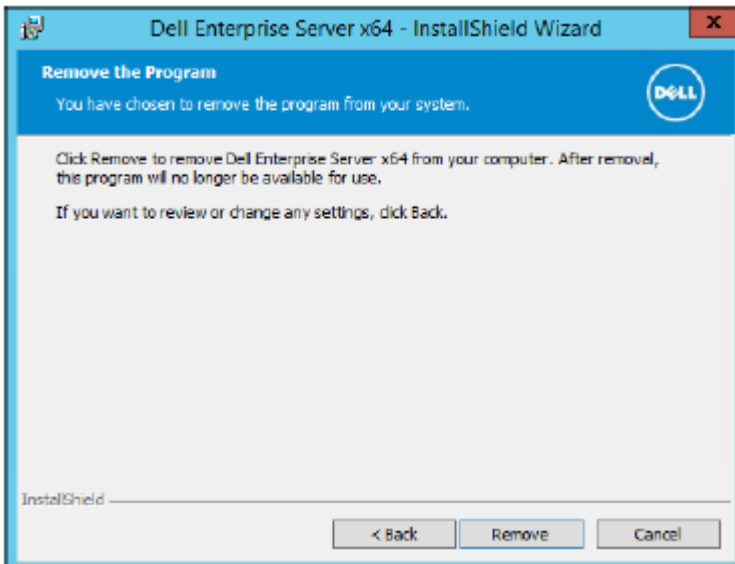 Dell Enterprise Server x64 - InstallShield Wizard
x
Remove the Program
You have chosen to remove the program from your system.
DELL
Click Remove to remove Dell Enterprise Server x64 from your computer. After removal,
this program will no longer be available for use.
If you want to review or change any settings, click Back.
InstallShield
< Back
Remove
Cancel